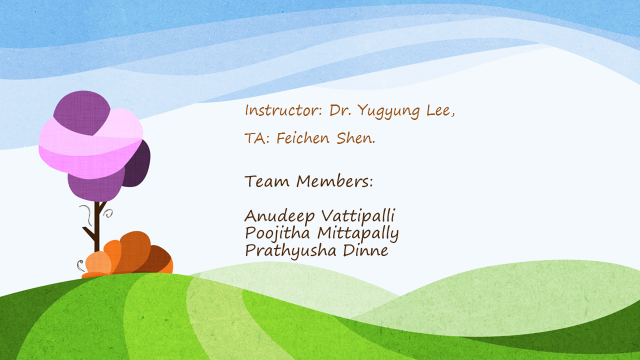 Instructor: Dr. Yugyung Lee,
TA: Feichen Shen.
Team Members:
Anudeep Vattipalli
Poojitha Mittapally
Prathyusha Dinne